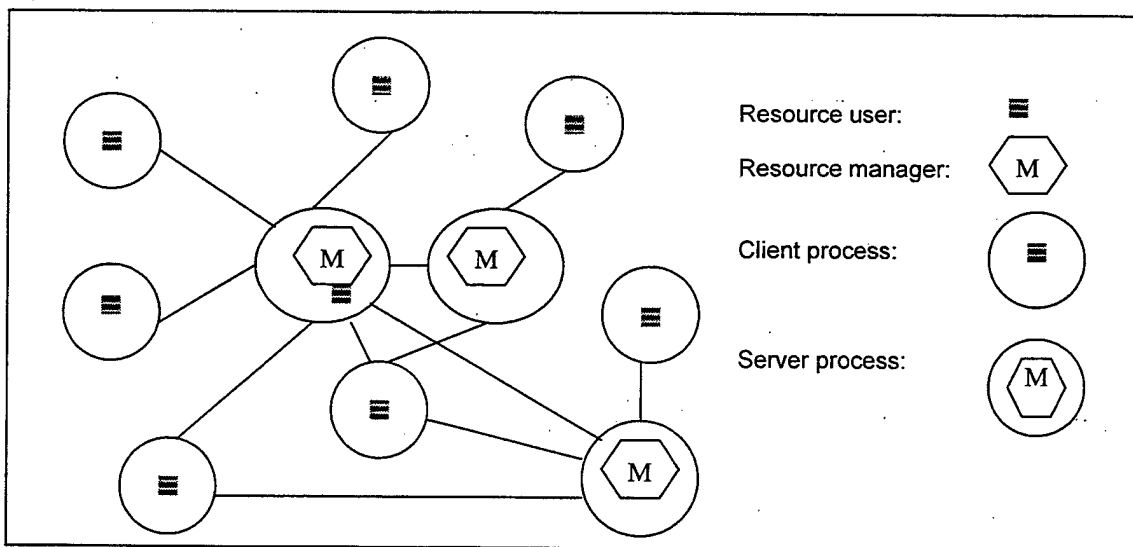 Resource user:
M
Resource manager:
Client process:
M
M
Server process:
M
M